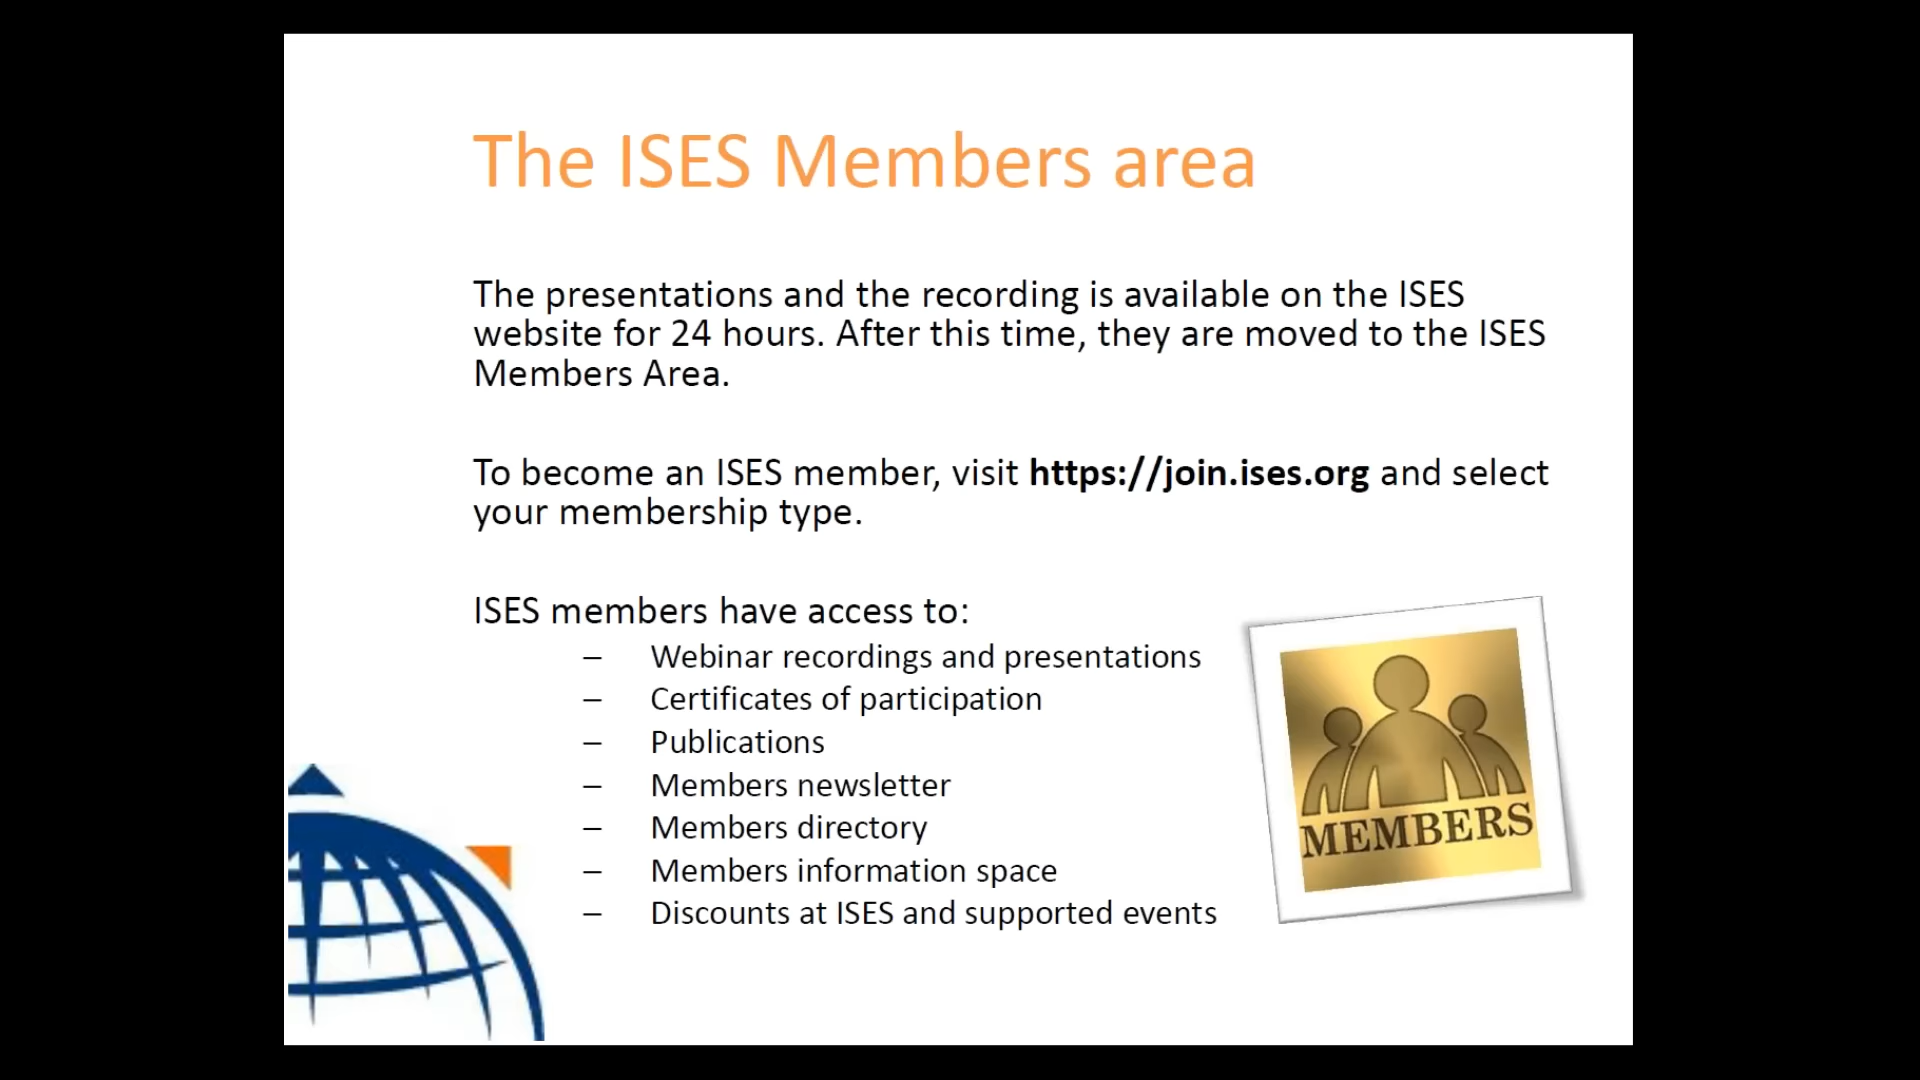 The ISES Members area
The presentations and the recording is available on the ISES
website for 24 hours. After this time, they are moved to the ISES
Members Area.
To become an ISES member, visit https://join.ises.org and select
your membership type.
ISES members have access to:
– Webinar recordings and presentations
– Certificates of participation
– Publications
– Members newsletter
– Members directory
– Members information space
– Discounts at ISES and supported events
MEMBERS